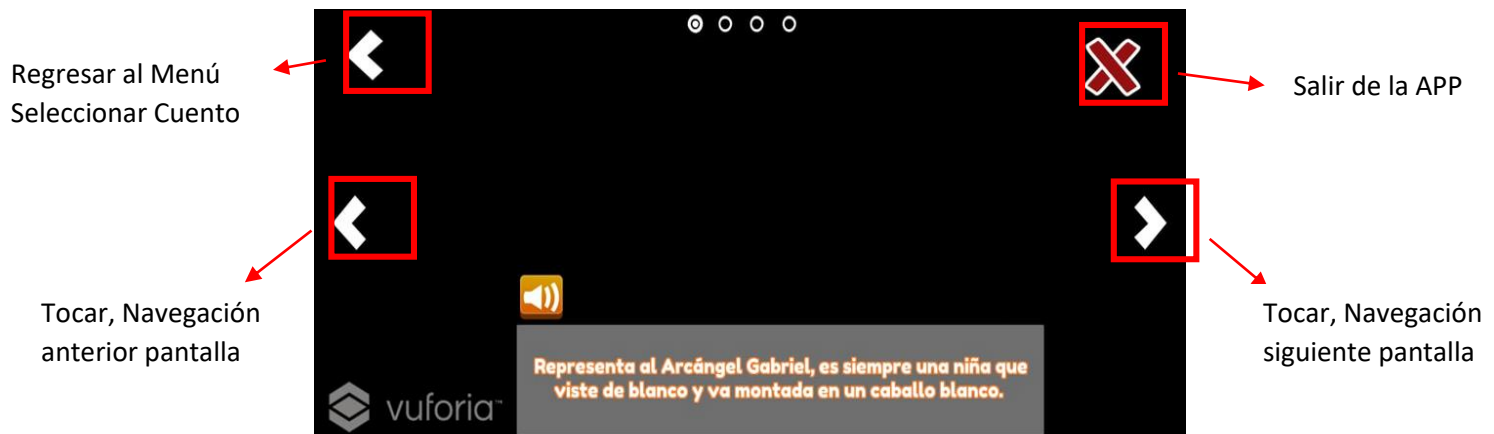 Regresar al Menú
Seleccionar Cuento
Salir de la APP
Tocar, Navegación
anterior pantalla
Tocar, Navegación
siguiente pantalla
Representa al Arcángel Gabriel, es siempre una niña que
viste de blanco y va montada en un caballo blanco.
vuforia™